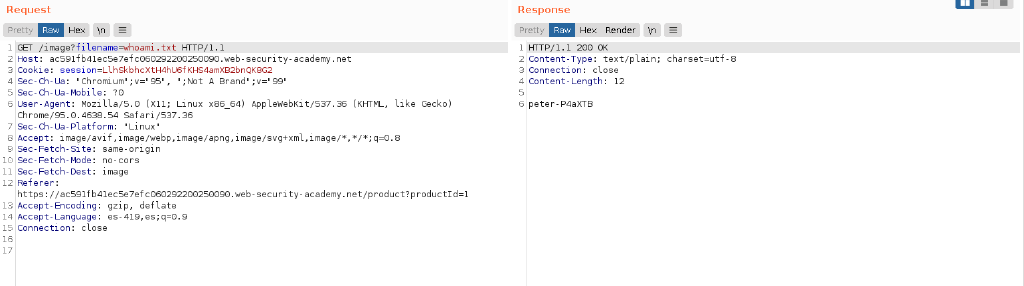 Request
Pretty Raw Hex \n
1 GET /image?filename=whoami.txt HTTP/1.1
2 Host: ac591fb41ec5e7efc060292200250090.web-security-academy.net
3 Cookie: session=LlhSkbhcXtH4hU6fKHS4amXB2bnQK8G2
4 Sec-Ch-Ua: "Chromium";v="95", ";Not A Brand";v="99"
5 Sec-Ch-Ua-Mobile: ?0
6 User-Agent: Mozilla/5.0 (X11; Linux x86_64) AppleWebKit/537.36 (KHTML, like Gecko)
Chrome/95.0.4638.54 Safari/537.36
7 Sec-Ch-Ua-Platform: "Linux"
8 Accept: image/avif,image/webp,image/apng,image/svg+xml,image/*,*/*;q=0.8
9 Sec-Fetch-Site: same-origin
10 Sec-Fetch-Mode: no-cors
11 Sec-Fetch-Dest: image
12 Referer:
https://ac591fb41ec5e7efc060292200250090.web-security-academy.net/product?productId=1
13 Accept-Encoding: gzip, deflate
14 Accept-Language: es-419,es;q=0.9
15 Connection: close
16
17
Response
Pretty Raw Hex Render \n
1 HTTP/1.1 200 OK
2 Content-Type: text/plain; charset=utf-8
3 Connection: close
4 Content-Length: 12
5
6 peter-P4aXTB